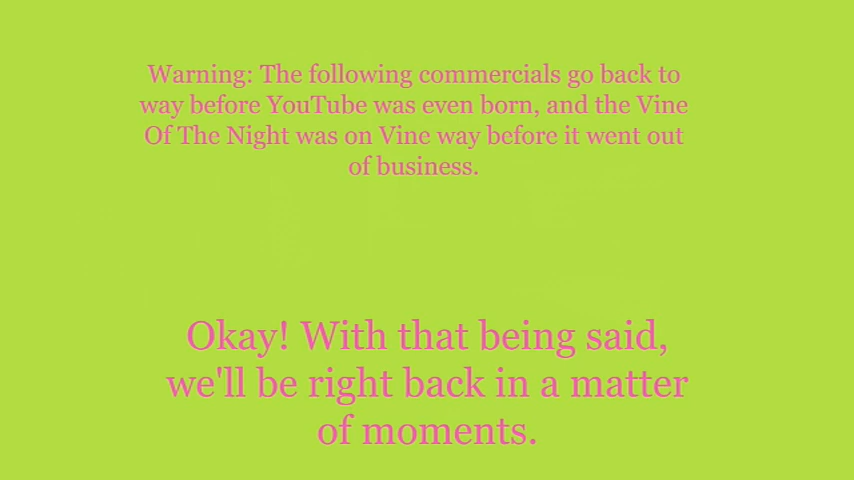 Warning: The following commercials go back to
way before YouTube was even born, and the Vine
Of The Night was on Vine way before it went out
of business.
Okay! With that being said,
we'll be right back in a matter
of moments.